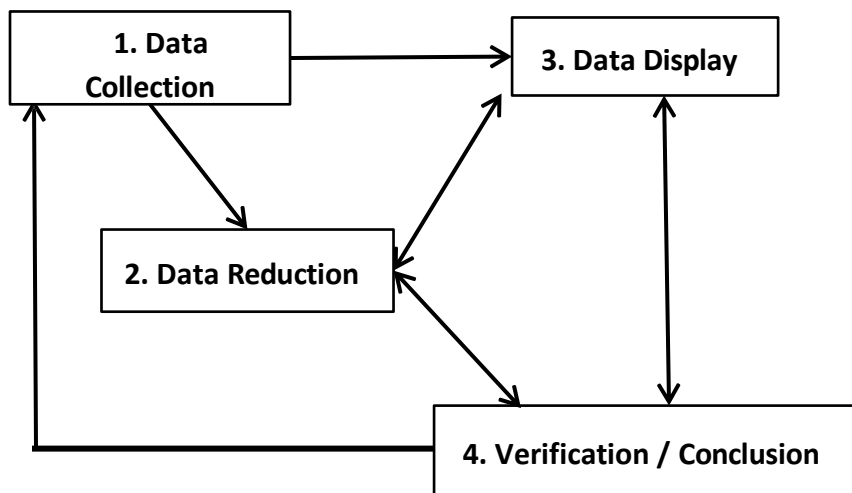 1. Data
Collection
3. Data Display
2. Data Reduction
4. Verification / Conclusion